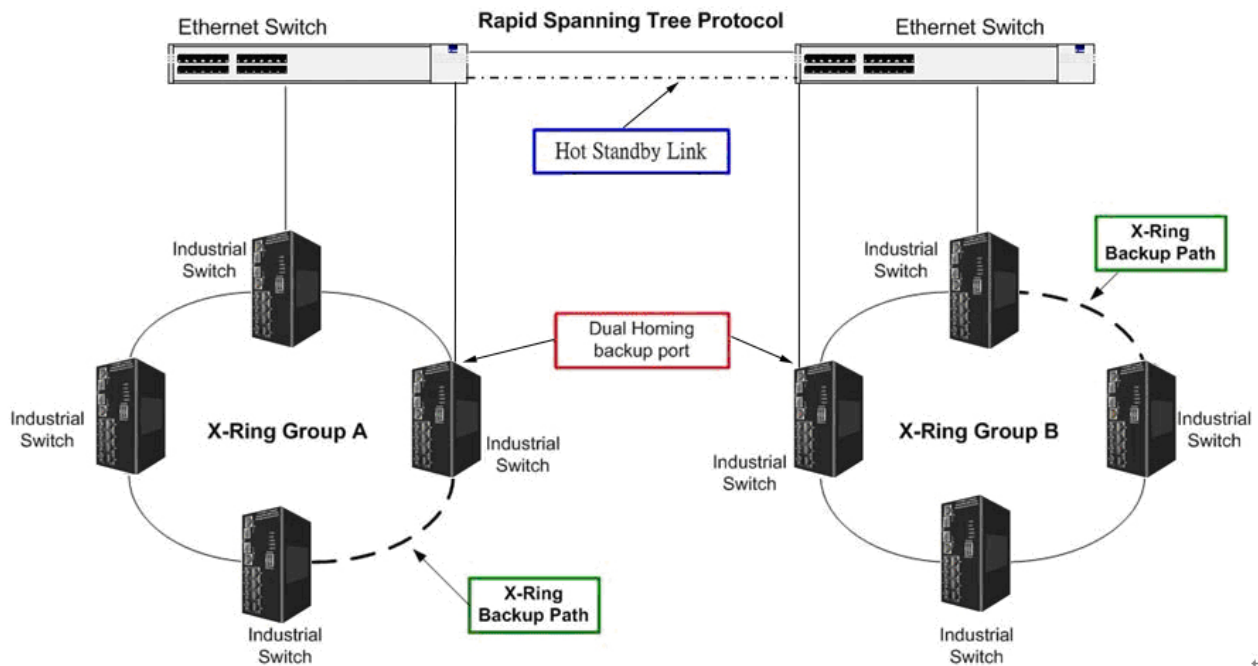 Rapid Spanning Tree Protocol
Ethernet Switch
Ethernet Switch
Hot Standby Link
Industrial
Switch
Industrial
Switch
X-Ring
Backup Path
Dual Homing
backup port
Industrial
Switch
X-Ring Group A
Industrial
Switch
Industrial
Switch
X-Ring Group B
Industrial
Switch
X-Ring
Backup Path
Industrial
Switch
Industrial
Switch